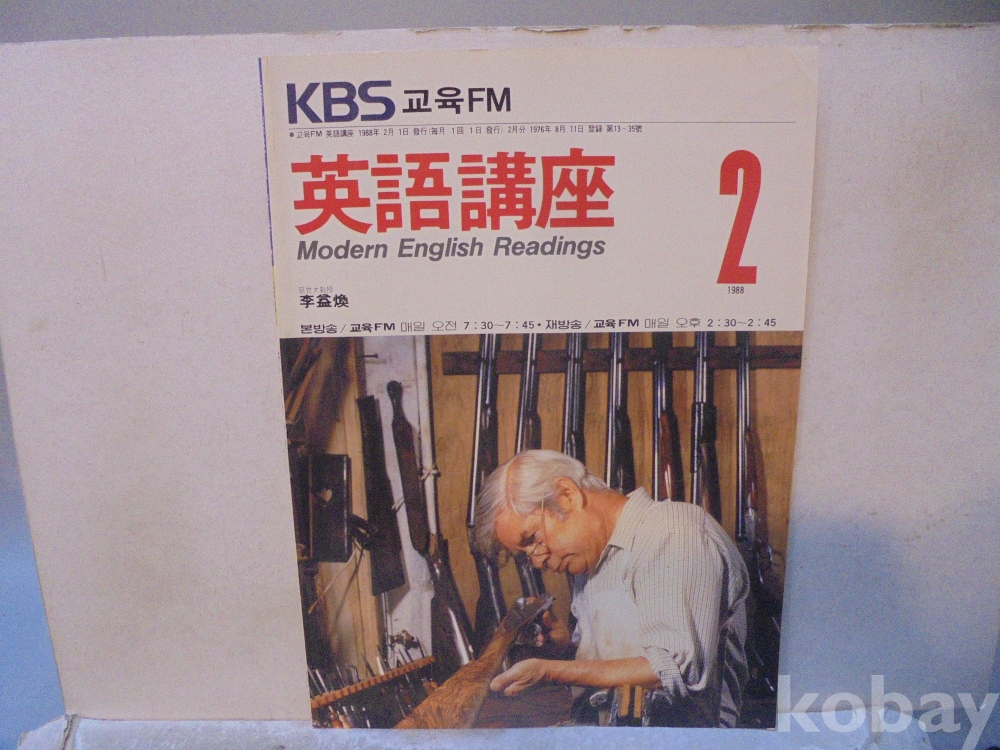 KBS 교육FM
●교육FM 英語講座 1988年 2月 1日 發行(每月 1回 1日 發行) 2月分 1976年 8月 11日 登錄 第13-35號
英語講座
Modern English Readings
2
1988
延世大敎授
李益煥
본방송/교육FM 매일 오전 7:30~7:45•재방송/교육FM 매일 오후 2:30~2:45
kobay